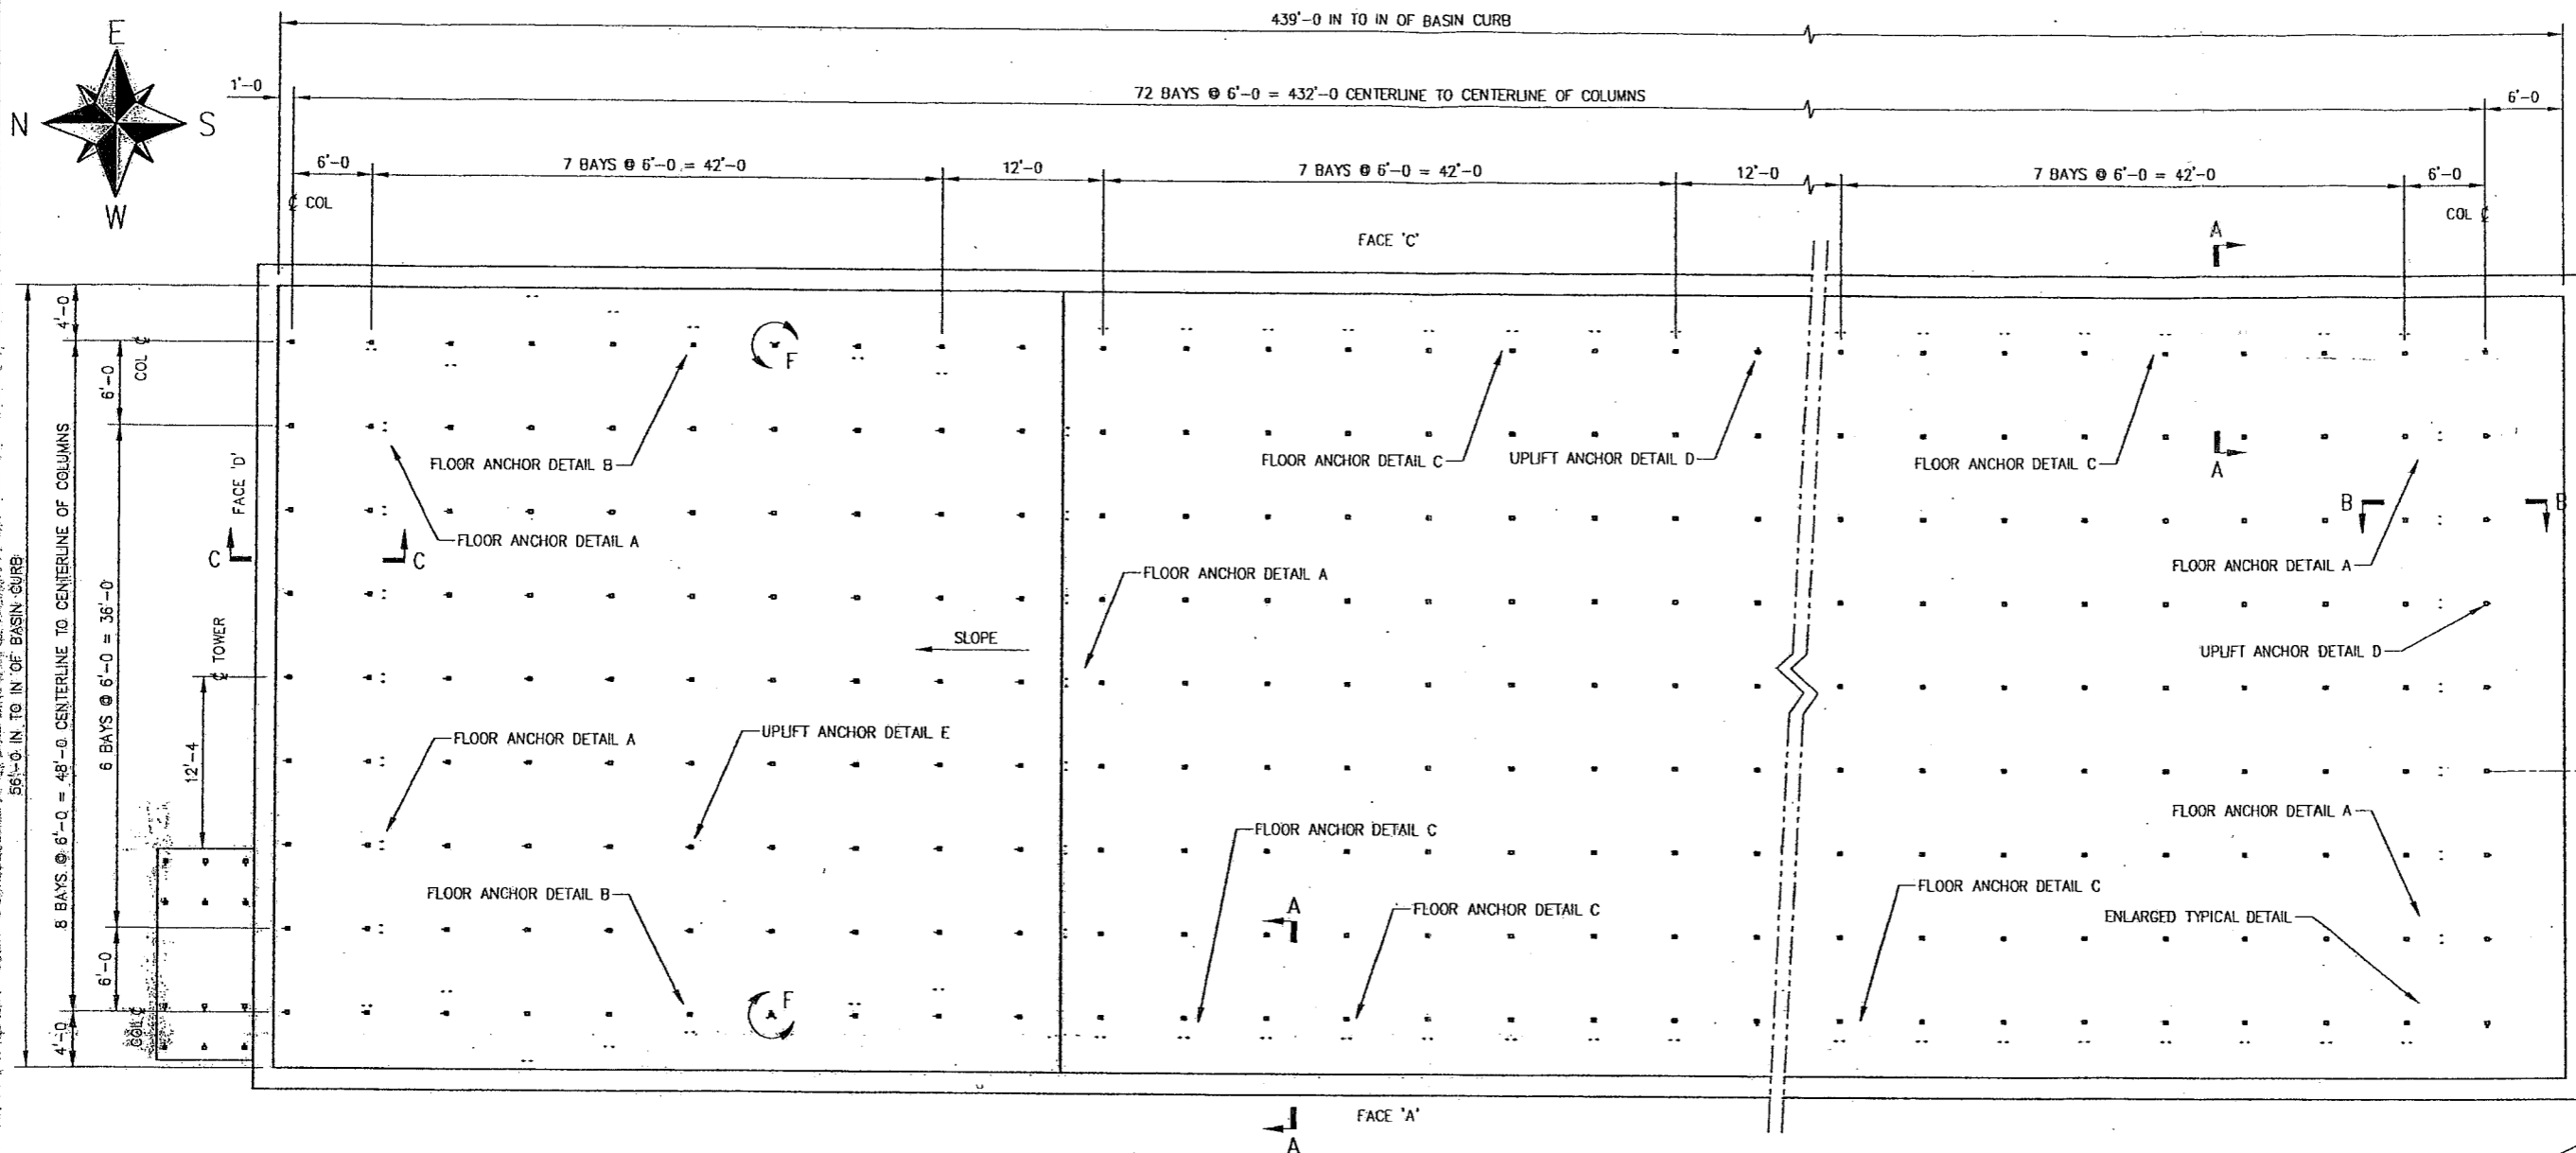 439'-0 IN TO IN OF BASIN CURB
E
N
S
W
1'-0
72 BAYS @ 6'-0 = 432'-0 CENTERLINE TO CENTERLINE OF COLUMNS
6'-0
6'-0
7 BAYS @ 6'-0 = 42'-0
12'-0
7 BAYS @ 6'-0 = 42'-0
12'-0
7 BAYS @ 6'-0 = 42'-0
6'-0
℄ COL
COL ℄
FACE 'C'
A
4'-0
COL ℄
6'-0
F
FLOOR ANCHOR DETAIL B
FLOOR ANCHOR DETAIL C
UPLIFT ANCHOR DETAIL D
FLOOR ANCHOR DETAIL C
A
FACE 'D'
B
B
C
C
FLOOR ANCHOR DETAIL A
FLOOR ANCHOR DETAIL A
FLOOR ANCHOR DETAIL A
56'-0 IN TO IN OF BASIN CURB
8 BAYS @ 6'-0 = 48'-0 CENTERLINE TO CENTERLINE OF COLUMNS
6 BAYS @ 6'-0 = 36'-0
℄ TOWER
SLOPE
UPLIFT ANCHOR DETAIL D
12'-4
FLOOR ANCHOR DETAIL A
UPLIFT ANCHOR DETAIL E
FLOOR ANCHOR DETAIL C
FLOOR ANCHOR DETAIL A
FLOOR ANCHOR DETAIL B
A
FLOOR ANCHOR DETAIL C
FLOOR ANCHOR DETAIL C
ENLARGED TYPICAL DETAIL
6'-0
F
4'-0
COL ℄
FACE 'A'
A